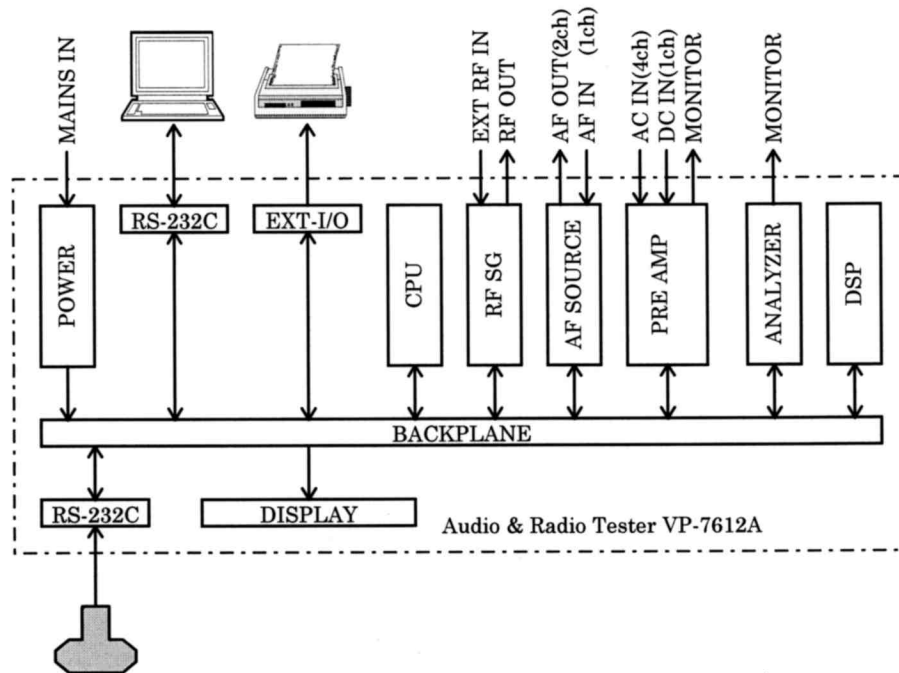 MAINS IN
EXT RF IN
RF OUT
AF OUT(2ch)
AF IN (1ch)
AC IN(4ch)
DC IN(1ch)
MONITOR
MONITOR
POWER
RS-232C
EXT-I/O
CPU
RF SG
AF SOURCE
PRE AMP
ANALYZER
DSP
BACKPLANE
RS-232C
DISPLAY
Audio & Radio Tester VP-7612A